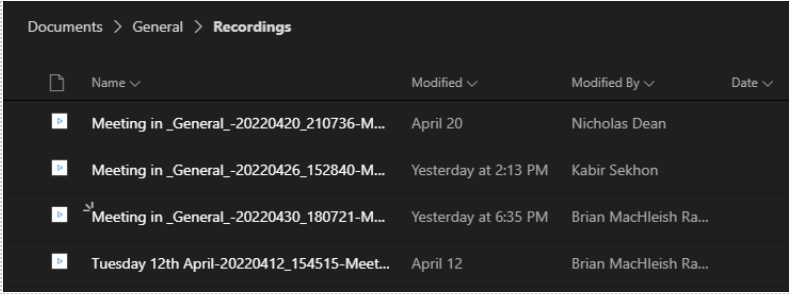 Documents > General > Recordings
Name Modified Modified By Date
Meeting in _General_-20220420_210736-M... April 20 Nicholas Dean
Meeting in _General_-20220426_152840-M... Yesterday at 2:13 PM Kabir Sekhon
Meeting in _General_-20220430_180721-M... Yesterday at 6:35 PM Brian MacHleish Ra...
Tuesday 12th April-20220412_154515-Meet... April 12 Brian MacHleish Ra...